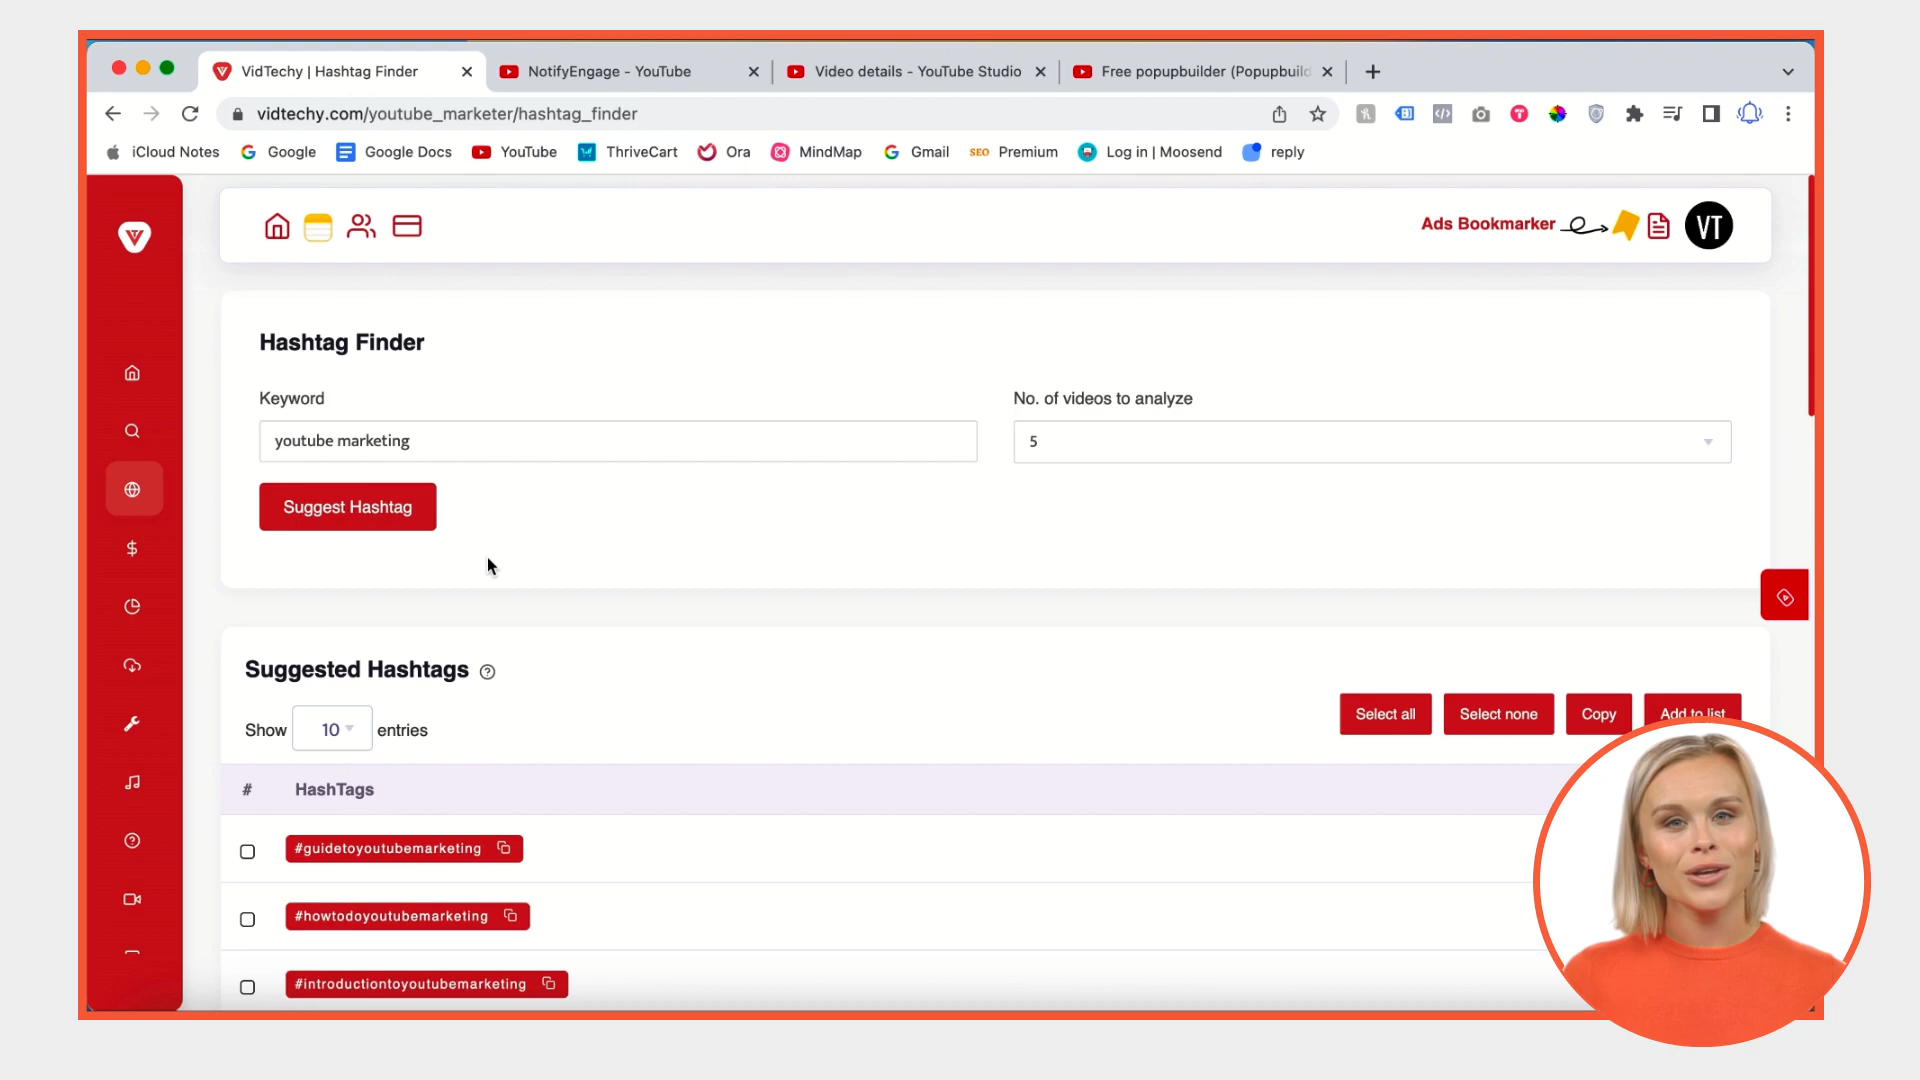 VidTechy | Hashtag Finder
NotifyEngage - YouTube
Video details - YouTube Studio
Free popupbuilder (Popupbuild
vidtechy.com/youtube_marketer/hashtag_finder
iCloud Notes
Google
Google Docs
YouTube
ThriveCart
Ora
MindMap
Gmail
SEO Premium
Log in | Moosend
reply
Ads Bookmarker
VT
Hashtag Finder
Keyword
No. of videos to analyze
youtube marketing
5
Suggest Hashtag
Suggested Hashtags
Show 10 entries
Select all
Select none
Copy
Add to list
# HashTags
#guidetoyoutubemarketing
#howtodoyoutubemarketing
#introductiontoyoutubemarketing